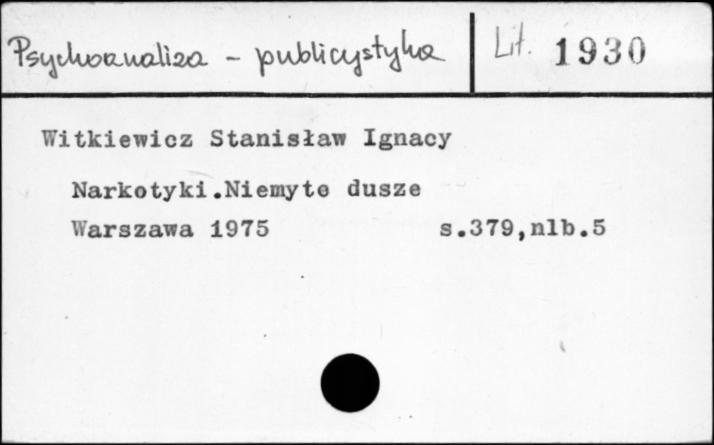 Psychoanaliza - publicystyka Lit. 1930
Witkiewicz Stanisław Ignacy
Narkotyki.Niemyte dusze
Warszawa 1975 s.379,nlb.5